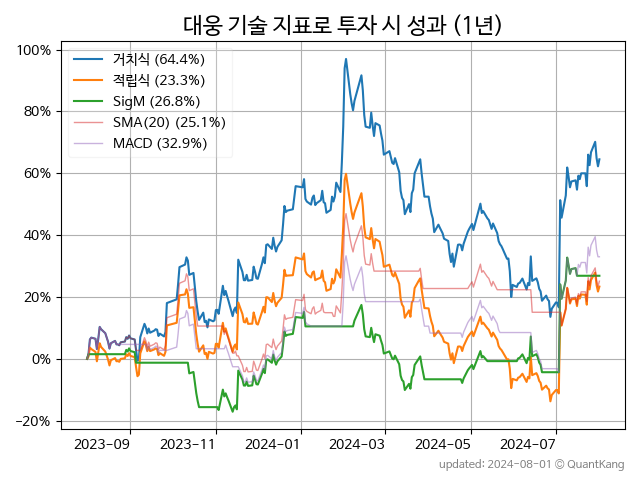 대웅 기술 지표로 투자 시 성과 (1년)
100%
80%
60%
40%
20%
0%
−20%
거치식 (64.4%)
적립식 (23.3%)
SigM (26.8%)
SMA(20) (25.1%)
MACD (32.9%)
2023-09
2023-11
2024-01
2024-03
2024-05
2024-07
updated: 2024-08-01 © QuantKang